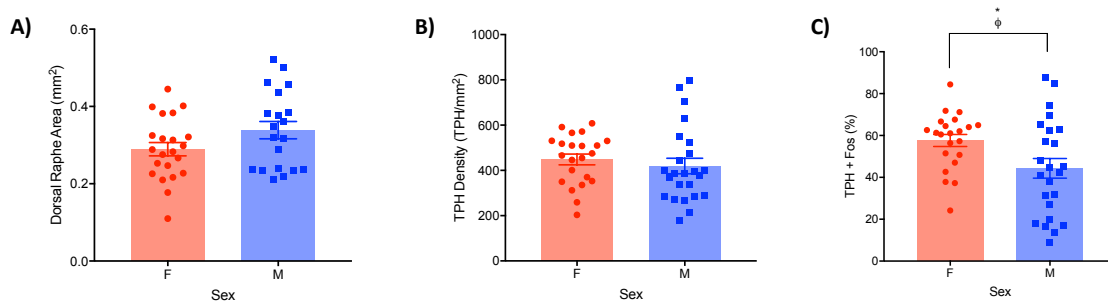 A)
Dorsal Raphe Area (mm²)
0.6
0.4
0.2
0.0
F
M
Sex
B)
TPH Density (TPH/mm²)
1000
800
600
400
200
0
F
M
Sex
C)
*
ϕ
TPH + Fos (%)
100
80
60
40
20
0
F
M
Sex